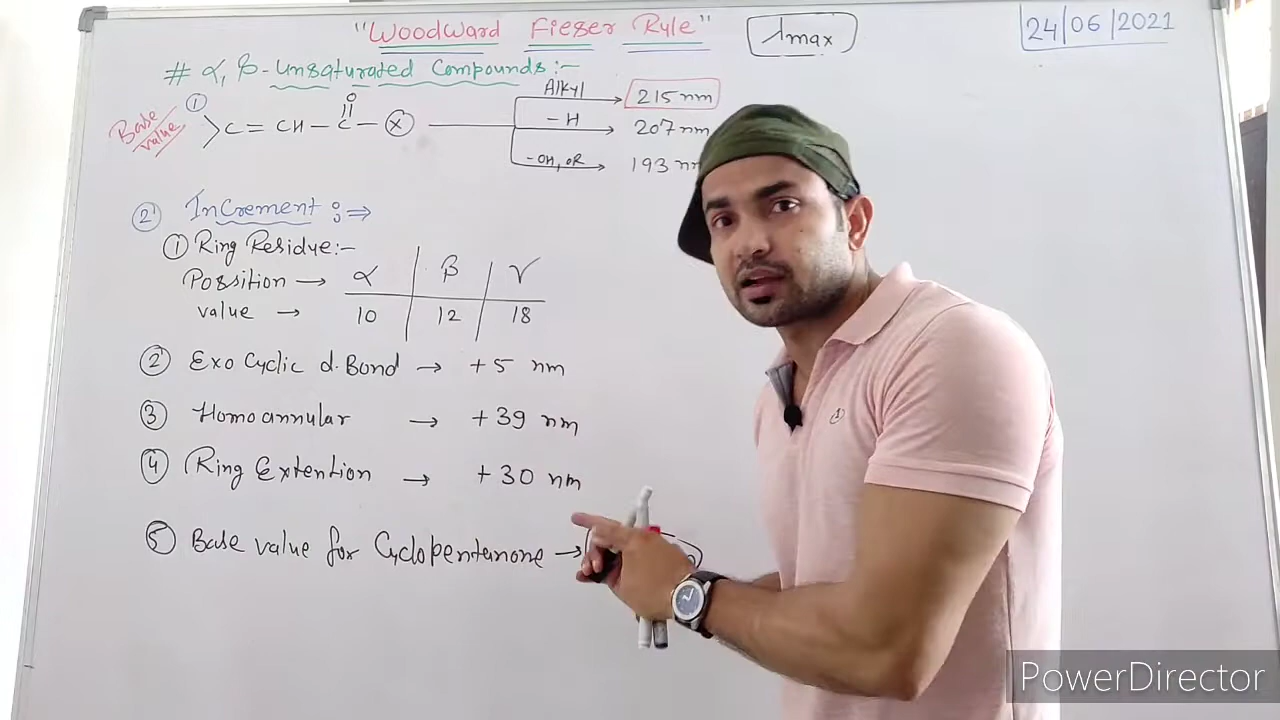 "Woodward Fieser Rule"
λmax
24/06/2021
# α, β-Unsaturated Compounds:-
Base value
① >C=CH-C-Ⓧ
O
Alkyl → 215 nm
-H → 207 nm
-OH, OR → 193 nm
② Increment :⇒
① Ring Residue:-
Possition → α | β | γ
value → 10 | 12 | 18
② Exo Cyclic d.Bond → +5 nm
③ Homoannular → +39 nm
④ Ring Extention → +30 nm
⑤ Base value for Cyclopentanone →
PowerDirector